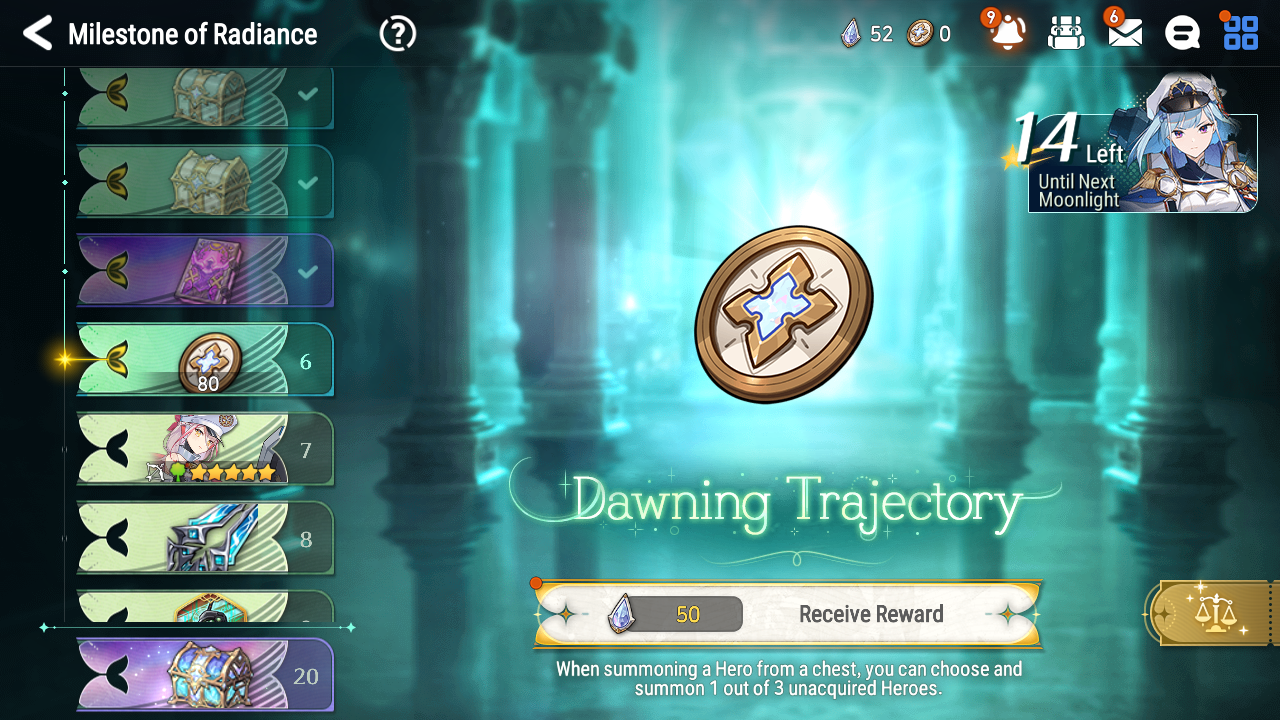 Milestone of Radiance
?
52
0
9
6
14 Left
Until Next
Moonlight
6
80
7
8
20
Dawning Trajectory
50
Receive Reward
When summoning a Hero from a chest, you can choose and
summon 1 out of 3 unacquired Heroes.